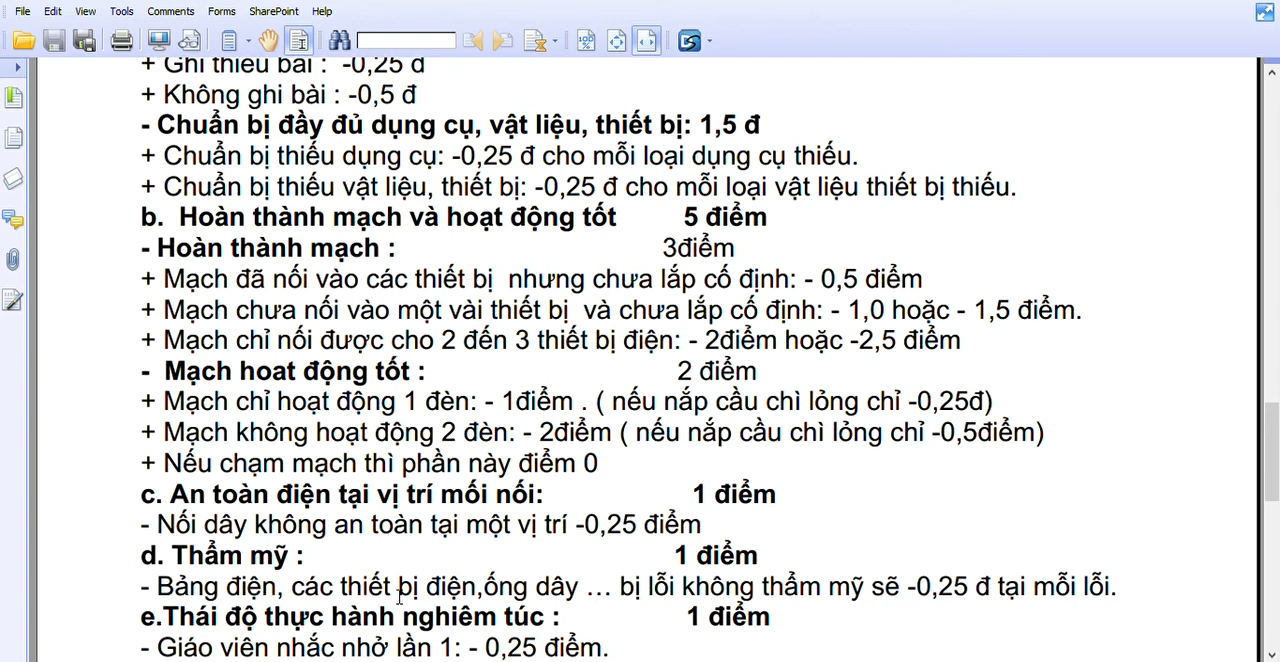 File Edit View Tools Comments Forms SharePoint Help
+ Ghi thiếu bài : -0,25 đ
+ Không ghi bài : -0,5 đ
- Chuẩn bị đầy đủ dụng cụ, vật liệu, thiết bị: 1,5 đ
+ Chuẩn bị thiếu dụng cụ: -0,25 đ cho mỗi loại dụng cụ thiếu.
+ Chuẩn bị thiếu vật liệu, thiết bị: -0,25 đ cho mỗi loại vật liệu thiết bị thiếu.
b. Hoàn thành mạch và hoạt động tốt 5 điểm
- Hoàn thành mạch : 3điểm
+ Mạch đã nối vào các thiết bị nhưng chưa lắp cố định: - 0,5 điểm
+ Mạch chưa nối vào một vài thiết bị và chưa lắp cố định: - 1,0 hoặc - 1,5 điểm.
+ Mạch chỉ nối được cho 2 đến 3 thiết bị điện: - 2điểm hoặc -2,5 điểm
- Mạch hoat động tốt : 2 điểm
+ Mạch chỉ hoạt động 1 đèn: - 1điểm . ( nếu nắp cầu chì lỏng chỉ -0,25đ)
+ Mạch không hoạt động 2 đèn: - 2điểm ( nếu nắp cầu chì lỏng chỉ -0,5điểm)
+ Nếu chạm mạch thì phần này điểm 0
c. An toàn điện tại vị trí mối nối: 1 điểm
- Nối dây không an toàn tại một vị trí -0,25 điểm
d. Thẩm mỹ : 1 điểm
- Bảng điện, các thiết bị điện,ống dây … bị lỗi không thẩm mỹ sẽ -0,25 đ tại mỗi lỗi.
e.Thái độ thực hành nghiêm túc : 1 điểm
- Giáo viên nhắc nhở lần 1: - 0,25 điểm.